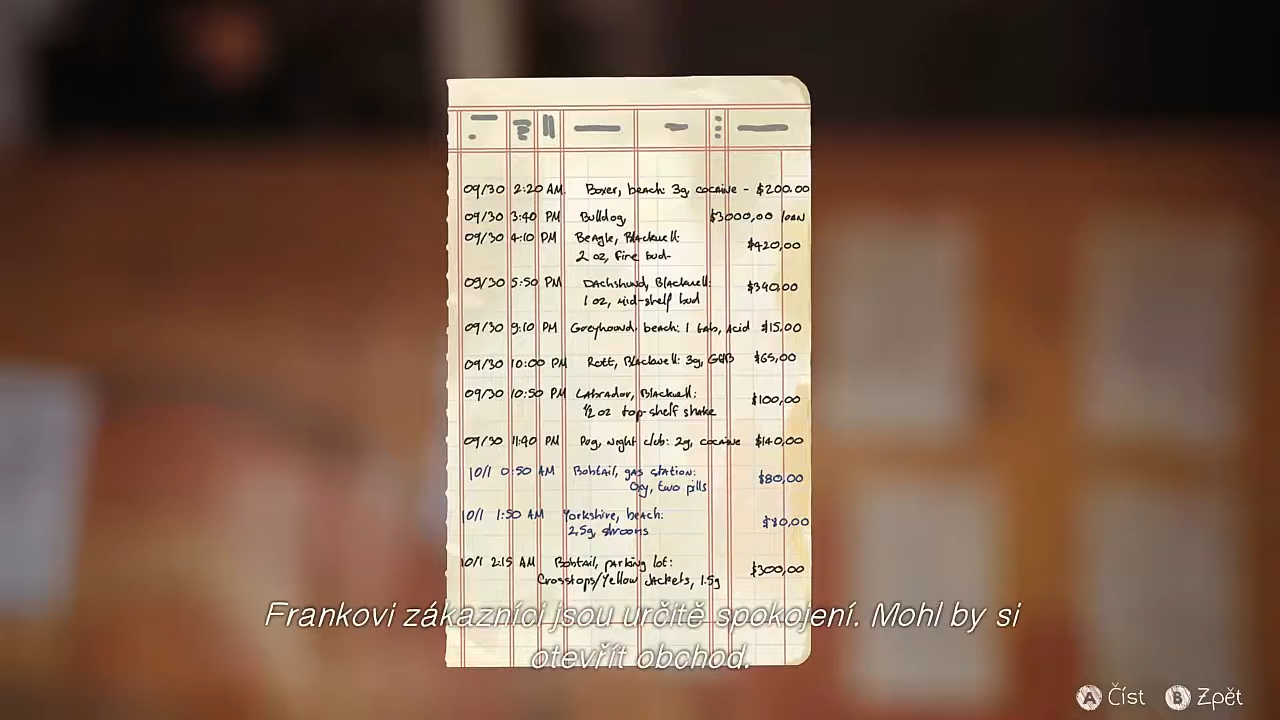 09/30 2:20 AM. Boxer, beach: 3g, cocaine - $200.00
09/30 3:40 PM Bulldog, $3000,00 loan
09/30 4:10 PM Beagle, Blackwell:
2 oz, fire bud- $420,00
09/30 5:50 PM Dachshund, Blackwell: $340,00
1 oz, mid-shelf bud
09/30 9:10 PM Greyhound, beach: 1 tab, Acid $15,00
09/30 10:00 PM Rott, Blackwell: 3g, GHB $65,00
09/30 10:50 PM Labrador, Blackwell: $100,00
1/2 oz top-shelf shake
09/30 11:40 PM Pug, night club: 2g, cocaine $140,00
10/1 0:50 AM Bobtail, gas station: $80,00
Oxy, two pills
10/1 1:50 AM Yorkshire, beach:
2,5g, shrooms
10/1 2:15 AM Bobtail, parking lot: $300,00
Crosstops/Yellow Jackets, 1.5g
Frankovi zákazníci jsou určitě spokojení. Mohl by si
otevřít obchod.
A Číst B Zpět